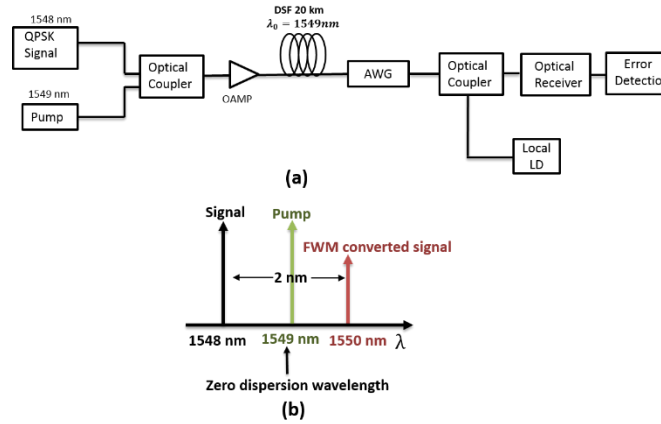 1548 nm
QPSK
Signal
1549 nm
Pump
Optical
Coupler
OAMP
DSF 20 km
λ₀ = 1549nm
AWG
Optical
Coupler
Optical
Receiver
Error
Detection
Local
LD
(a)
Signal
Pump
FWM converted signal
2 nm
1548 nm
1549 nm
1550 nm
λ
Zero dispersion wavelength
(b)